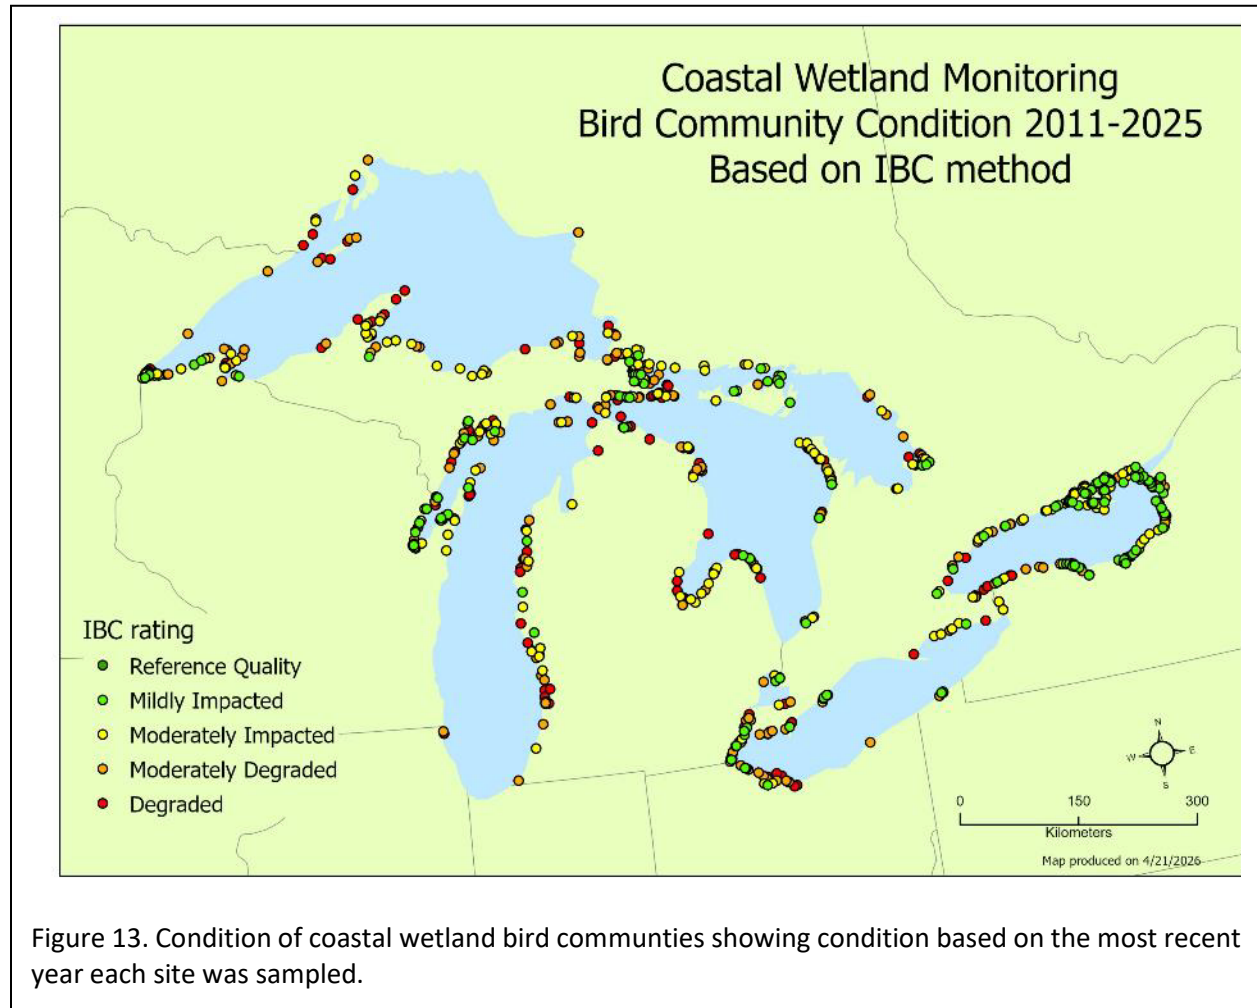 Coastal Wetland Monitoring
Bird Community Condition 2011-2025
Based on IBC method
IBC rating
Reference Quality
Mildly Impacted
Moderately Impacted
Moderately Degraded
Degraded
N
W
E
S
0 150 300
Kilometers
Map produced on 4/21/2026
Figure 13. Condition of coastal wetland bird communties showing condition based on the most recent
year each site was sampled.